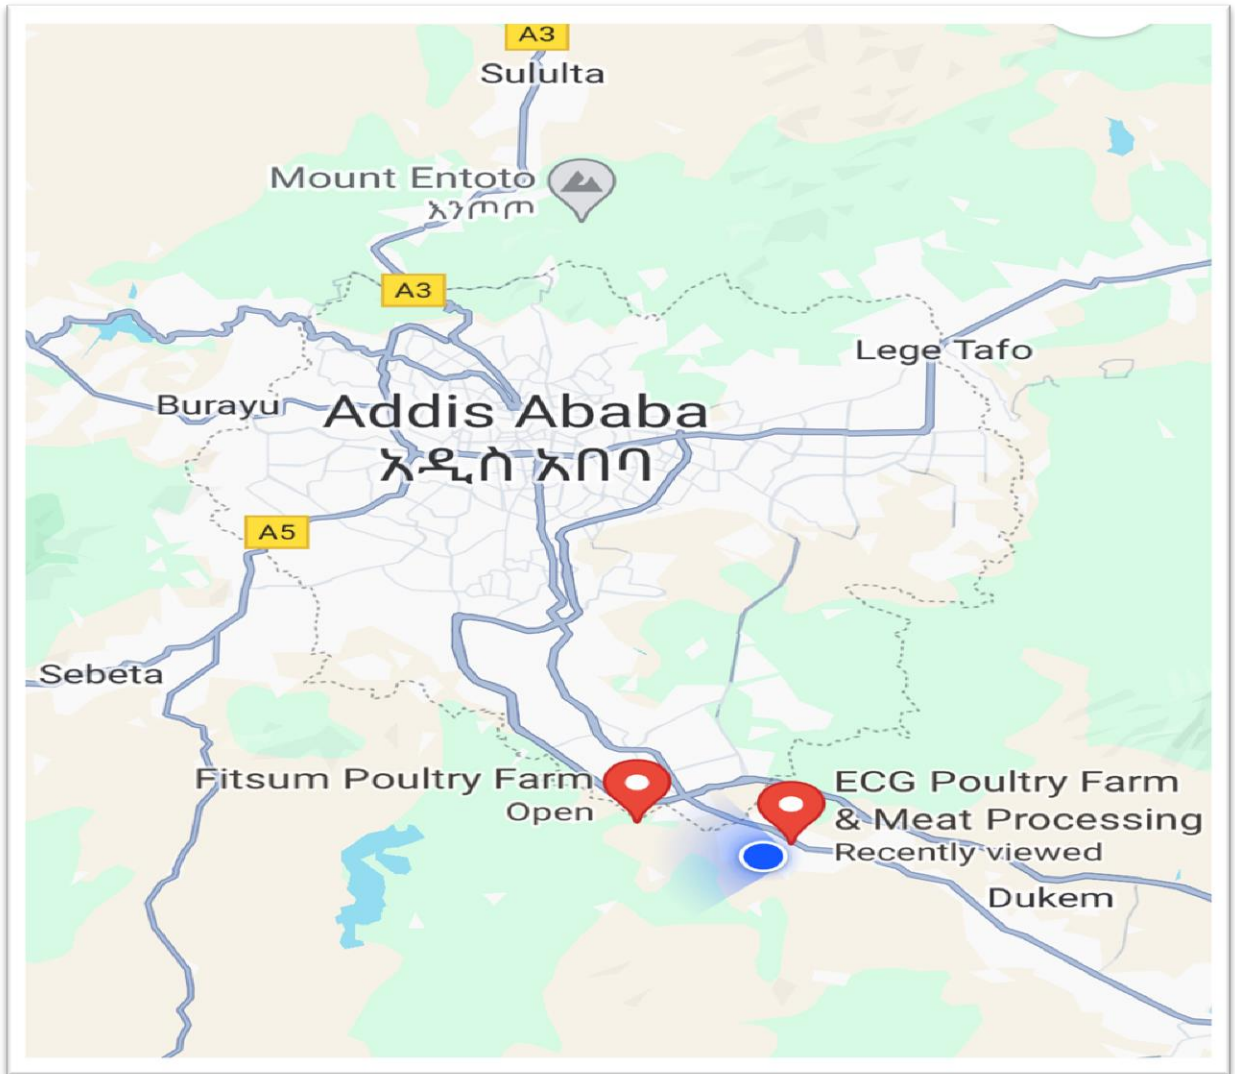 A3
Sululta
Mount Entoto
እንጦጦ
A3
Lege Tafo
Burayu
Addis Ababa
አዲስ አበባ
A5
Sebeta
Fitsum Poultry Farm
Open
ECG Poultry Farm
& Meat Processing
Recently viewed
Dukem